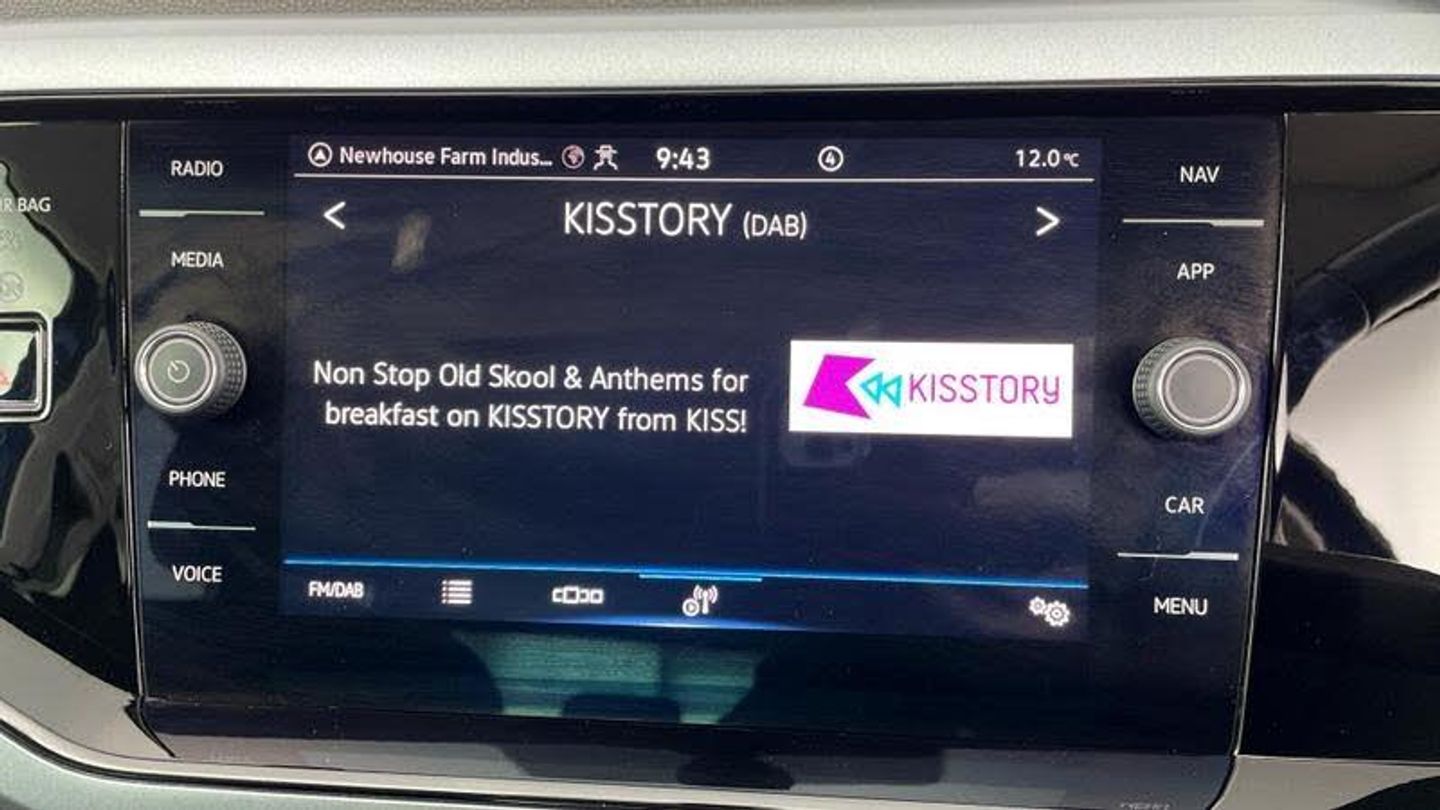 RADIO
MEDIA
PHONE
VOICE
BAG
Newhouse Farm Indus...
9:43
4
12.0°C
< KISSTORY (DAB) >
Non Stop Old Skool & Anthems for
breakfast on KISSTORY from KISS!
KISSTORY
FM/DAB
NAV
APP
CAR
MENU